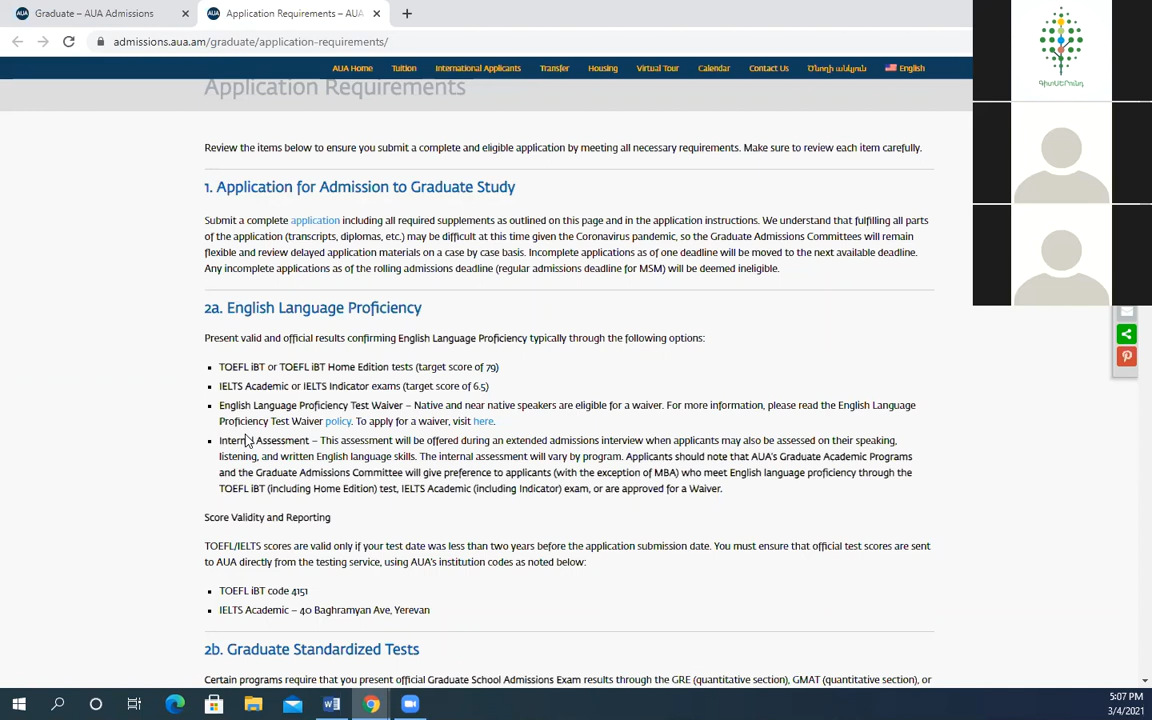 Graduate – AUA Admissions
Application Requirements – AUA
admissions.aua.am/graduate/application-requirements/
AUA Home Tuition International Applicants Transfer Housing Virtual Tour Calendar Contact Us Ծնողի անկյուն English
Application Requirements
Review the items below to ensure you submit a complete and eligible application by meeting all necessary requirements. Make sure to review each item carefully.
1. Application for Admission to Graduate Study
Submit a complete application including all required supplements as outlined on this page and in the application instructions. We understand that fulfilling all parts
of the application (transcripts, diplomas, etc.) may be difficult at this time given the Coronavirus pandemic, so the Graduate Admissions Committees will remain
flexible and review delayed application materials on a case by case basis. Incomplete applications as of one deadline will be moved to the next available deadline.
Any incomplete applications as of the rolling admissions deadline (regular admissions deadline for MSM) will be deemed ineligible.
2a. English Language Proficiency
Present valid and official results confirming English Language Proficiency typically through the following options:
TOEFL iBT or TOEFL iBT Home Edition tests (target score of 79)
IELTS Academic or IELTS Indicator exams (target score of 6.5)
English Language Proficiency Test Waiver – Native and near native speakers are eligible for a waiver. For more information, please read the English Language
Proficiency Test Waiver policy. To apply for a waiver, visit here.
Internal Assessment – This assessment will be offered during an extended admissions interview when applicants may also be assessed on their speaking,
listening, and written English language skills. The internal assessment will vary by program. Applicants should note that AUA's Graduate Academic Programs
and the Graduate Admissions Committee will give preference to applicants (with the exception of MBA) who meet English language proficiency through the
TOEFL iBT (including Home Edition) test, IELTS Academic (including Indicator) exam, or are approved for a Waiver.
Score Validity and Reporting
TOEFL/IELTS scores are valid only if your test date was less than two years before the application submission date. You must ensure that official test scores are sent
to AUA directly from the testing service, using AUA's institution codes as noted below:
TOEFL iBT code 4151
IELTS Academic – 40 Baghramyan Ave, Yerevan
2b. Graduate Standardized Tests
Certain programs require that you present official Graduate School Admissions Exam results through the GRE (quantitative section), GMAT (quantitative section), or
ԳիտՍԵՐունդ
5:07 PM
3/4/2021